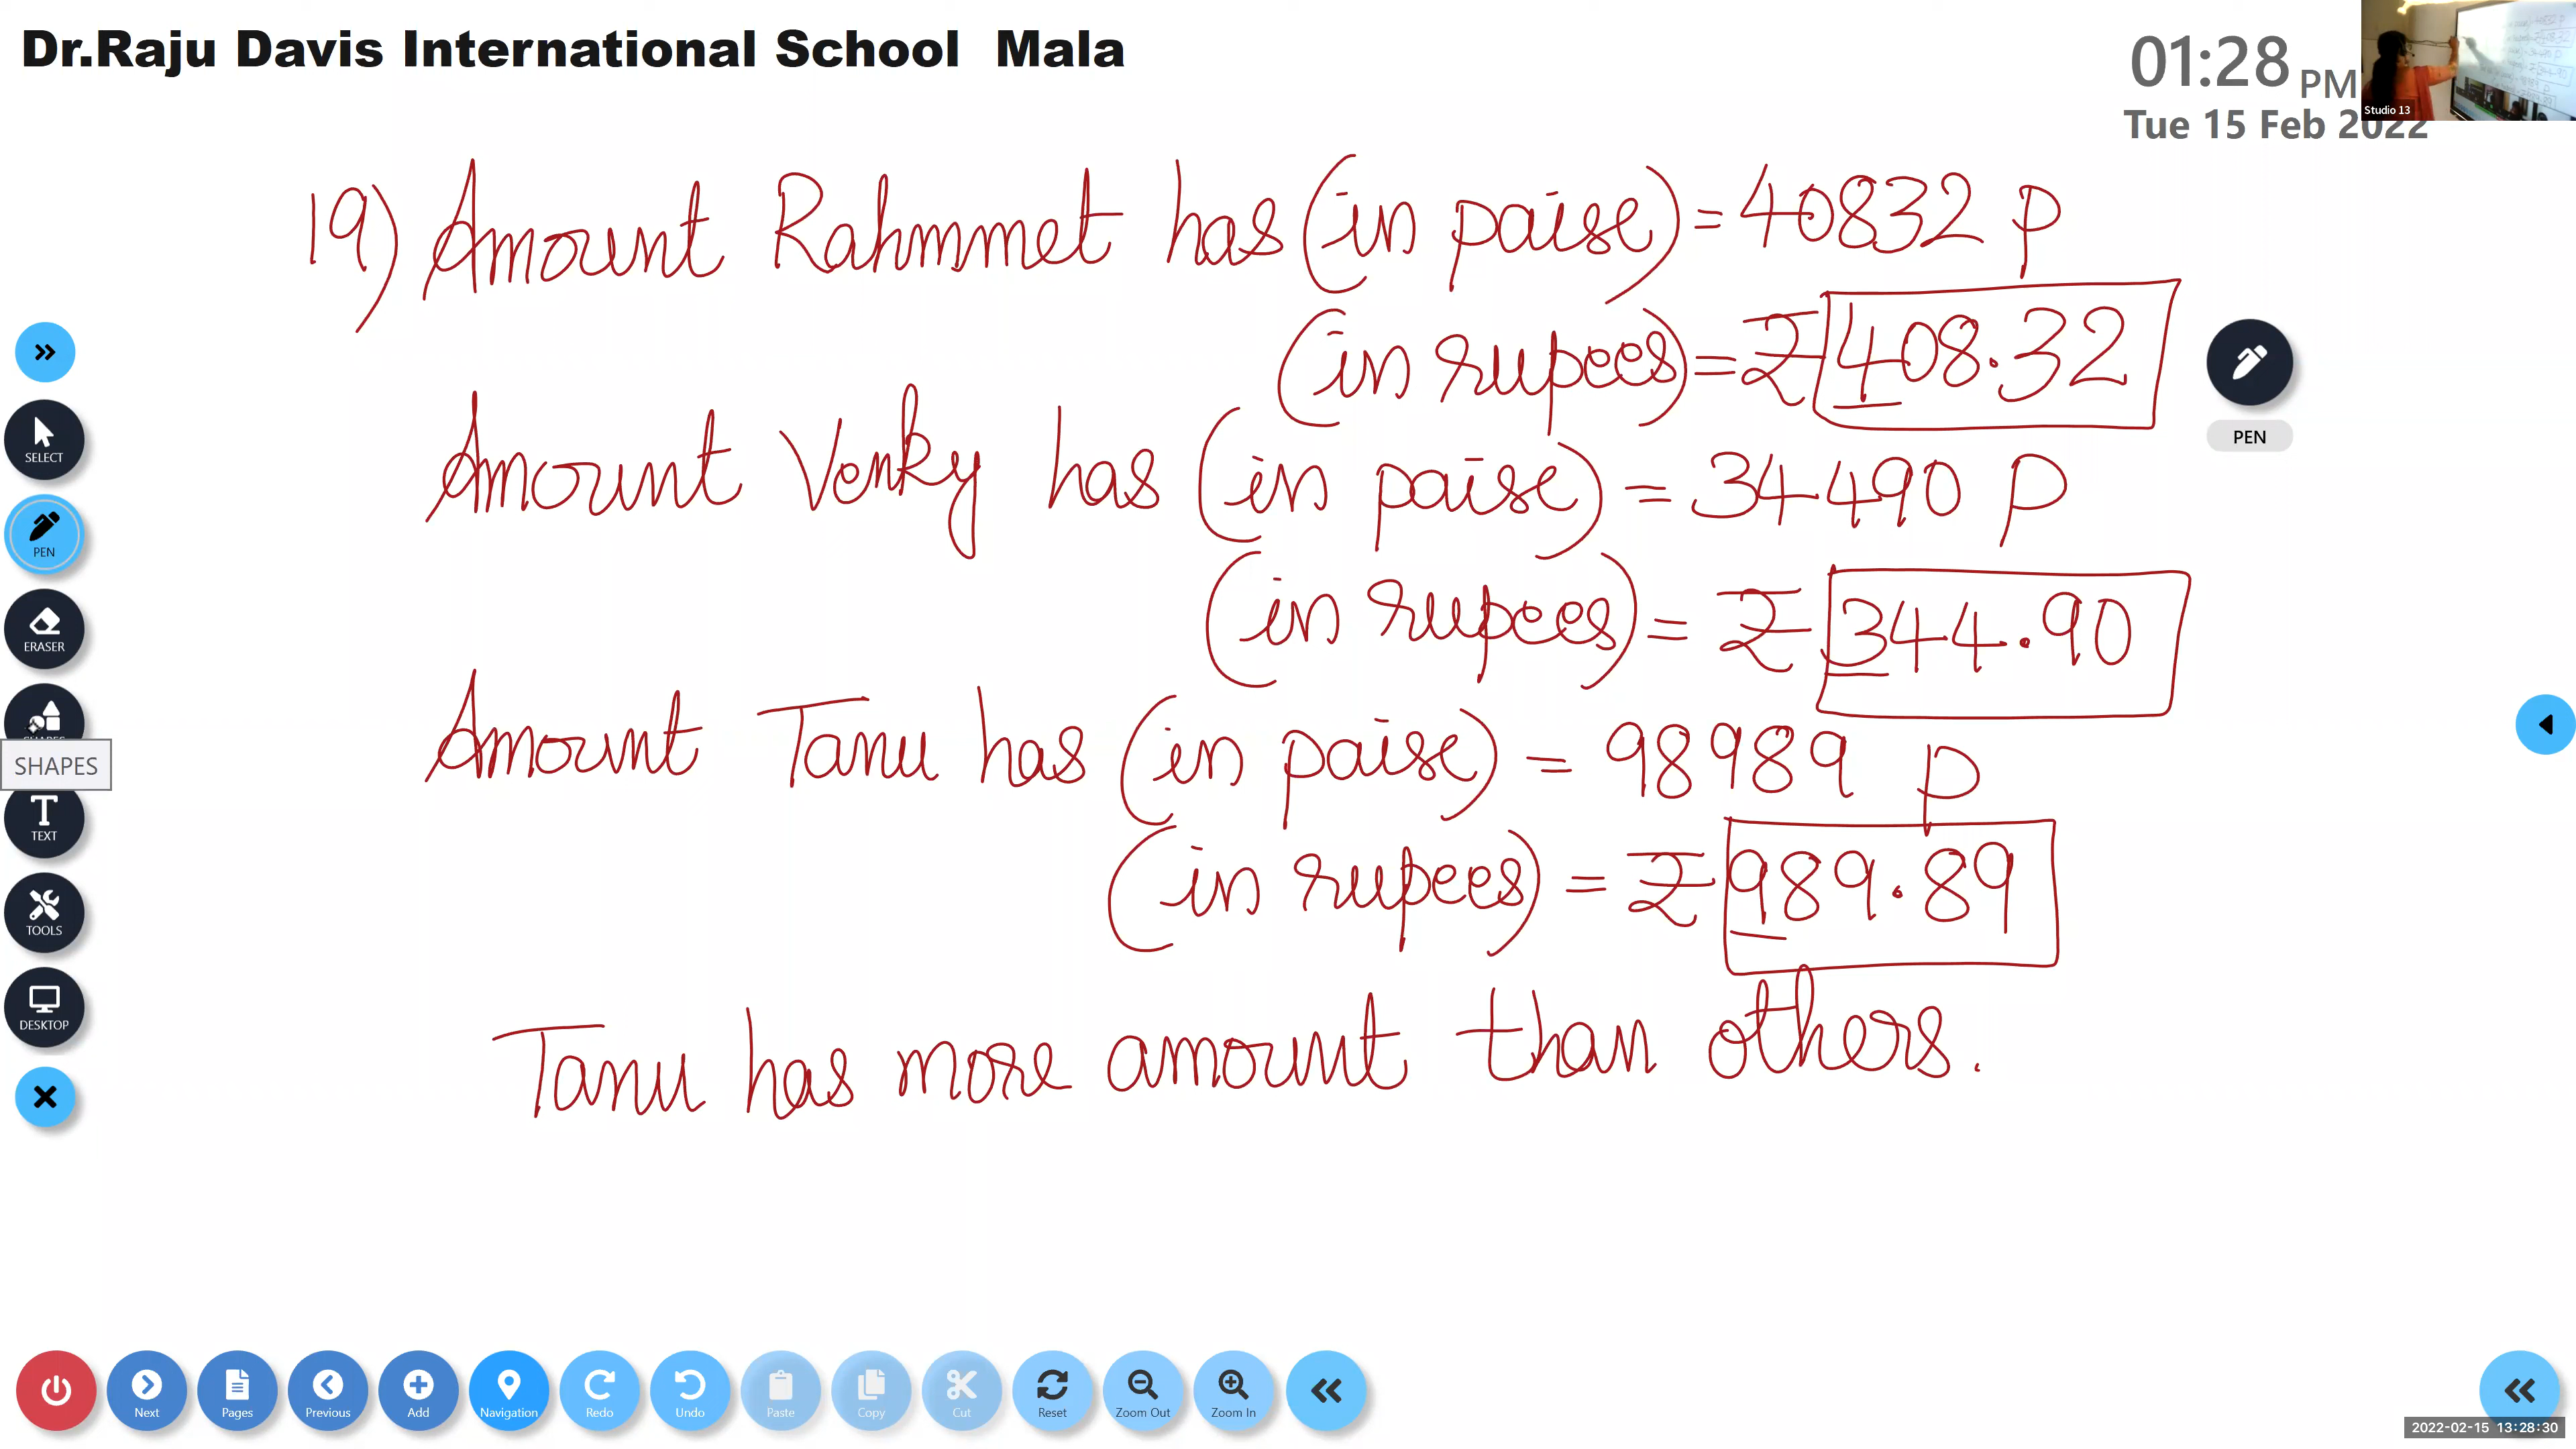 Dr.Raju Davis International School Mala
01:28 PM
Tue 15 Feb 2022
Studio 13
19) Amount Rahmmet has (in paise) = 40832 P
(in rupees) = ₹ 408.32
Amount Venky has (in paise) = 34490 P
(in rupees) = ₹ 344.90
Amount Tanu has (in paise) = 98989 P
(in rupees) = ₹ 989.89
Tanu has more amount than others.
SELECT
PEN
ERASER
SHAPES
TEXT
TOOLS
DESKTOP
PEN
Next
Pages
Previous
Add
Navigation
Redo
Undo
Paste
Copy
Cut
Reset
Zoom Out
Zoom In
2022-02-15 13:28:30